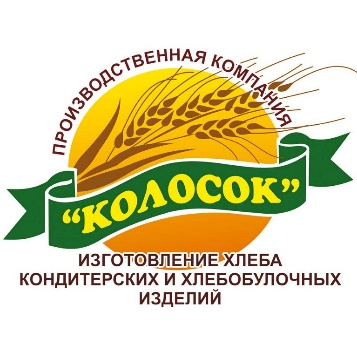 ПРОИЗВОДСТВЕННАЯ КОМПАНИЯ
“КОЛОСОК”
ИЗГОТОВЛЕНИЕ ХЛЕБА
КОНДИТЕРСКИХ И ХЛЕБОБУЛОЧНЫХ
ИЗДЕЛИЙ